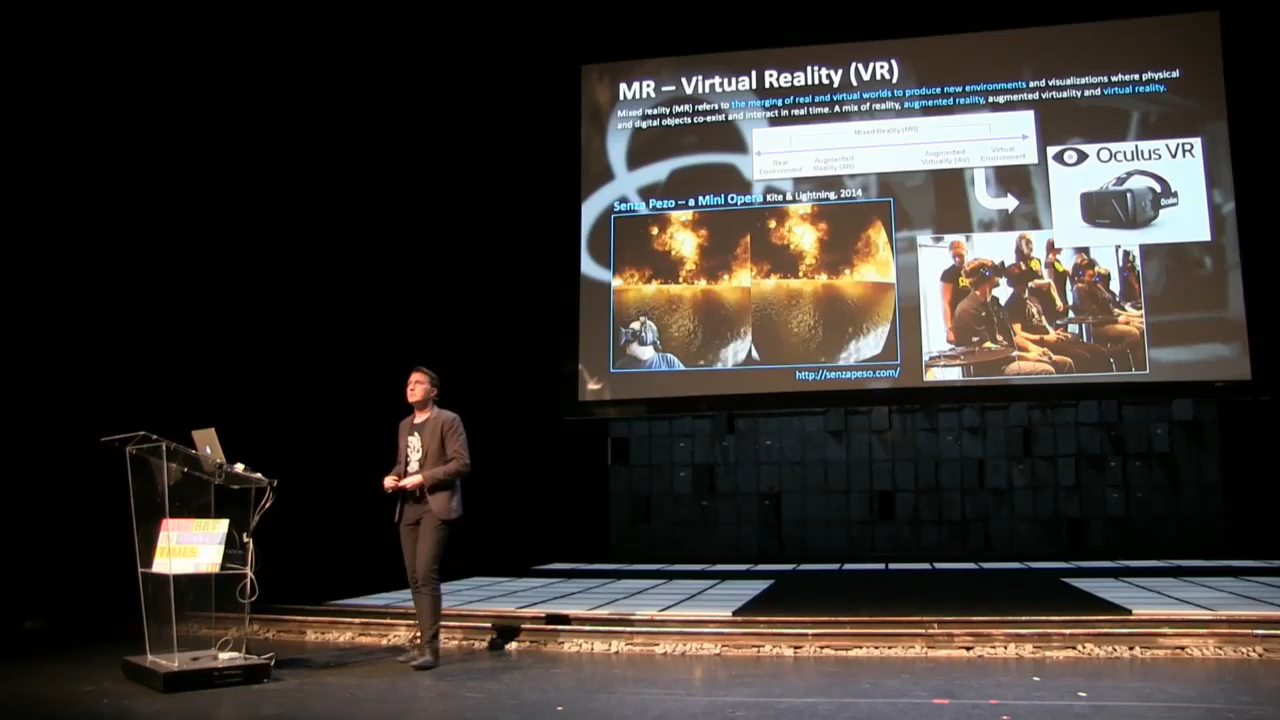 MR – Virtual Reality (VR)
Mixed reality (MR) refers to the merging of real and virtual worlds to produce new environments and visualizations where physical
and digital objects co-exist and interact in real time. A mix of reality, augmented reality, augmented virtuality and virtual reality.
Mixed Reality (MR)
Real Environment
Augmented Reality (AR)
Augmented Virtuality (AV)
Virtual Environment
Oculus VR
Senza Pezo – a Mini Opera Kite & Lightning, 2014
http://senzapeso.com/
TIMES